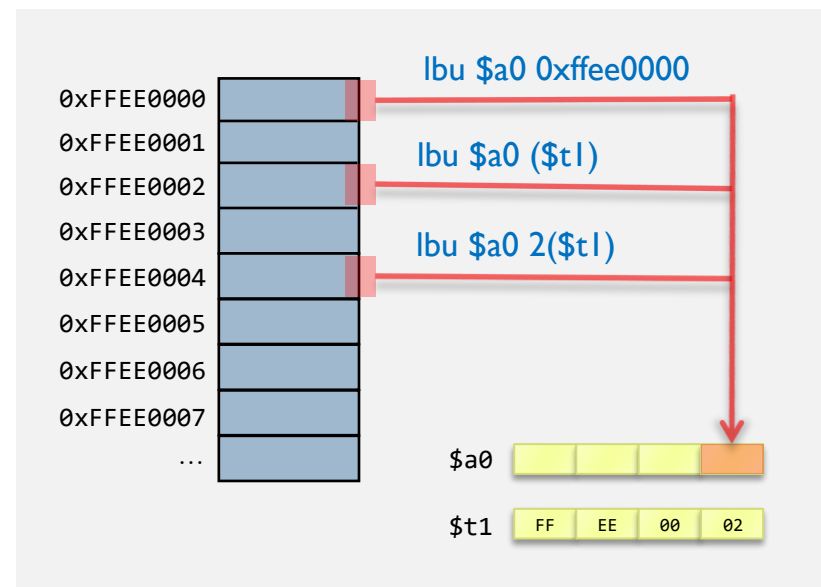 lbu $a0 0xffee0000
0xFFEE0000
0xFFEE0001
lbu $a0 ($t1)
0xFFEE0002
0xFFEE0003
lbu $a0 2($t1)
0xFFEE0004
0xFFEE0005
0xFFEE0006
0xFFEE0007
...
$a0
$t1 FF EE 00 02